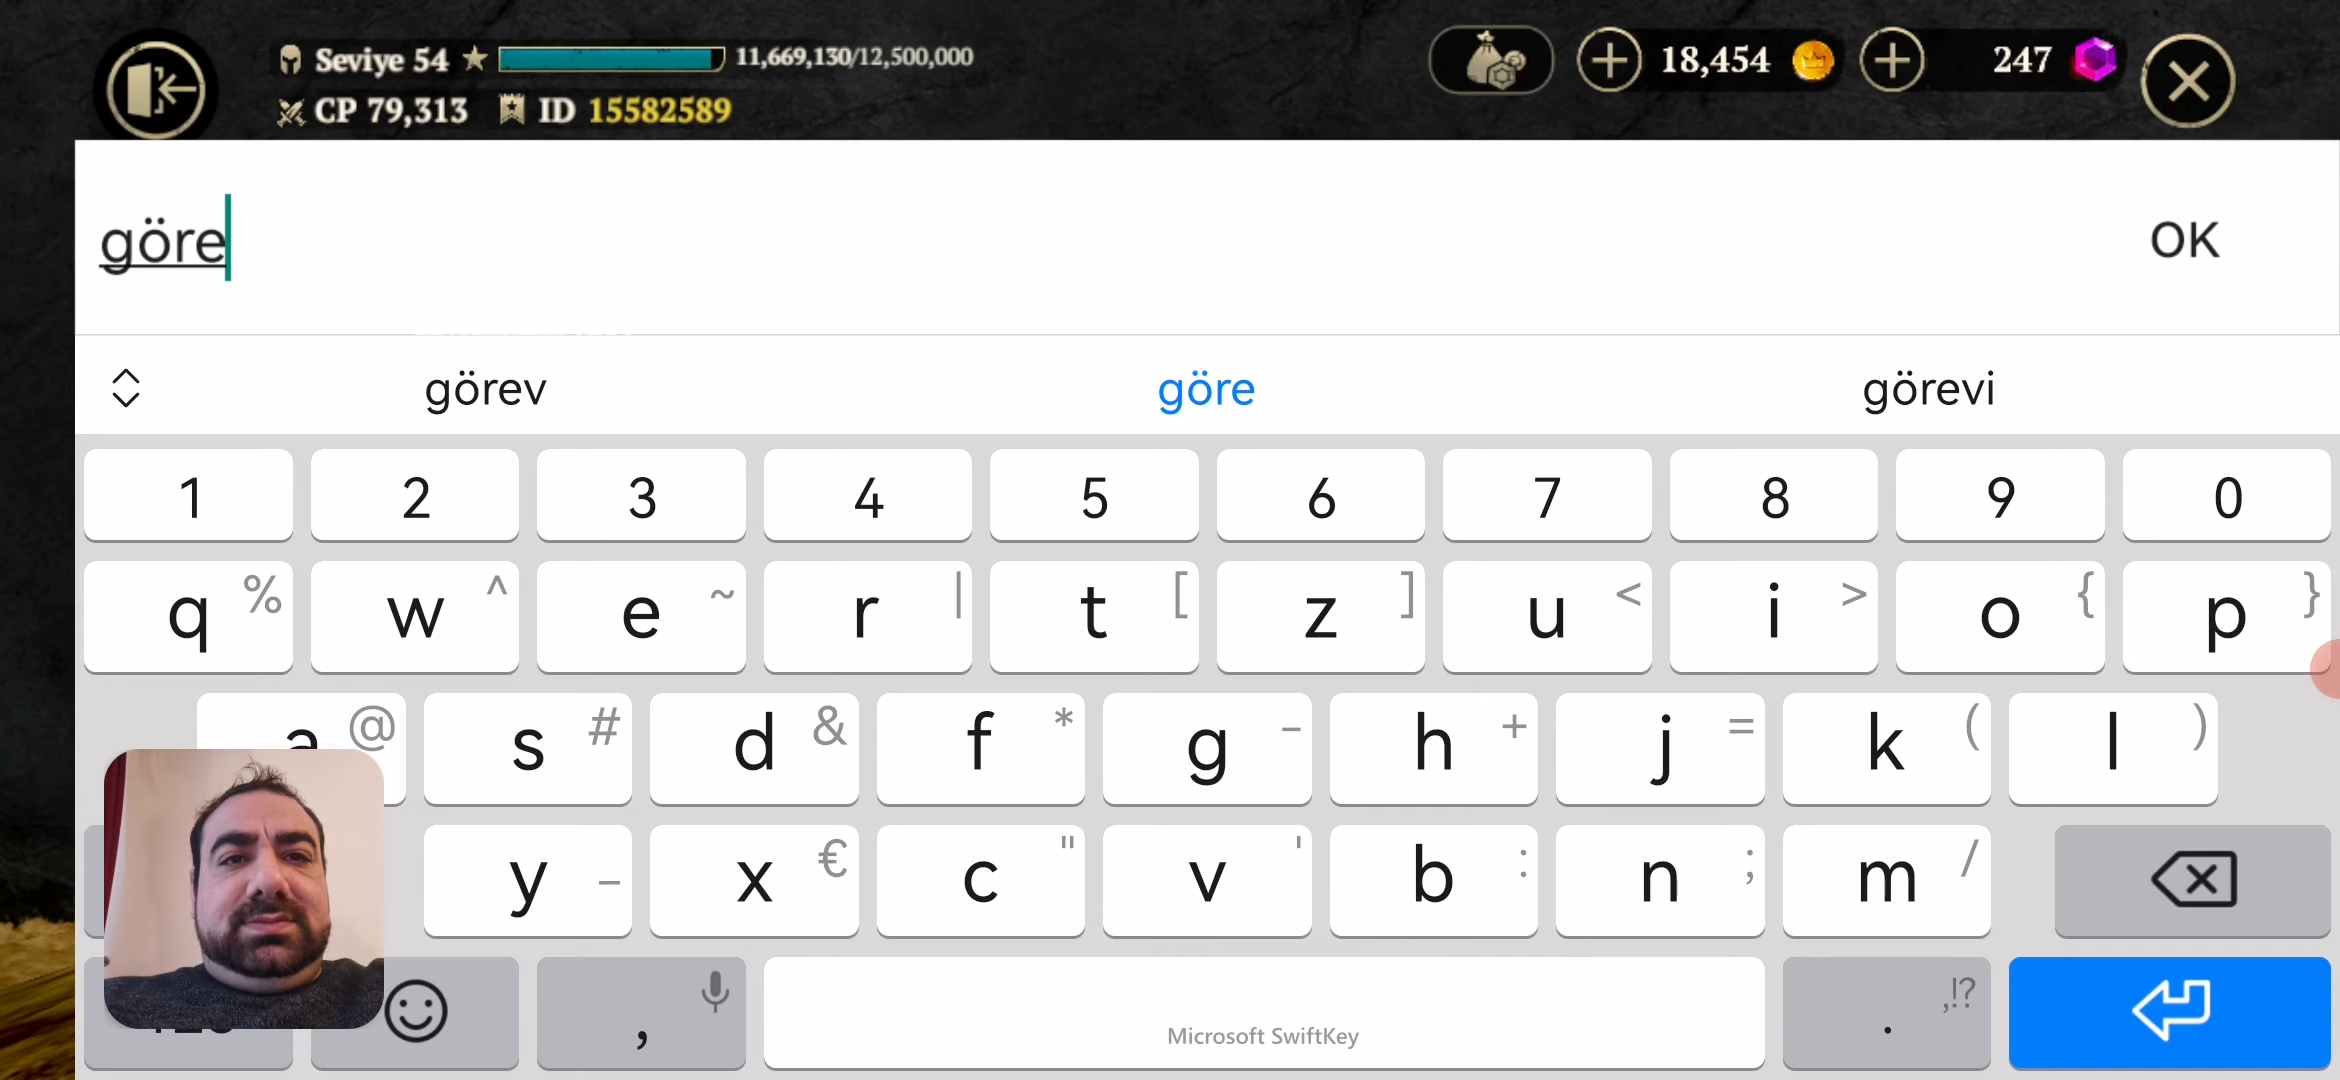 Seviye 54 11,669,130/12,500,000 18,454 247
CP 79,313 ID 15582589
göre OK
görev göre görevi
1 2 3 4 5 6 7 8 9 0
q % w ^ e ~ r | t [ z ] u < i > o { p }
a @ s # d & f * g - h + j = k ( l )
y _ x € c " v ' b : n ; m /
, Microsoft SwiftKey . ,!?